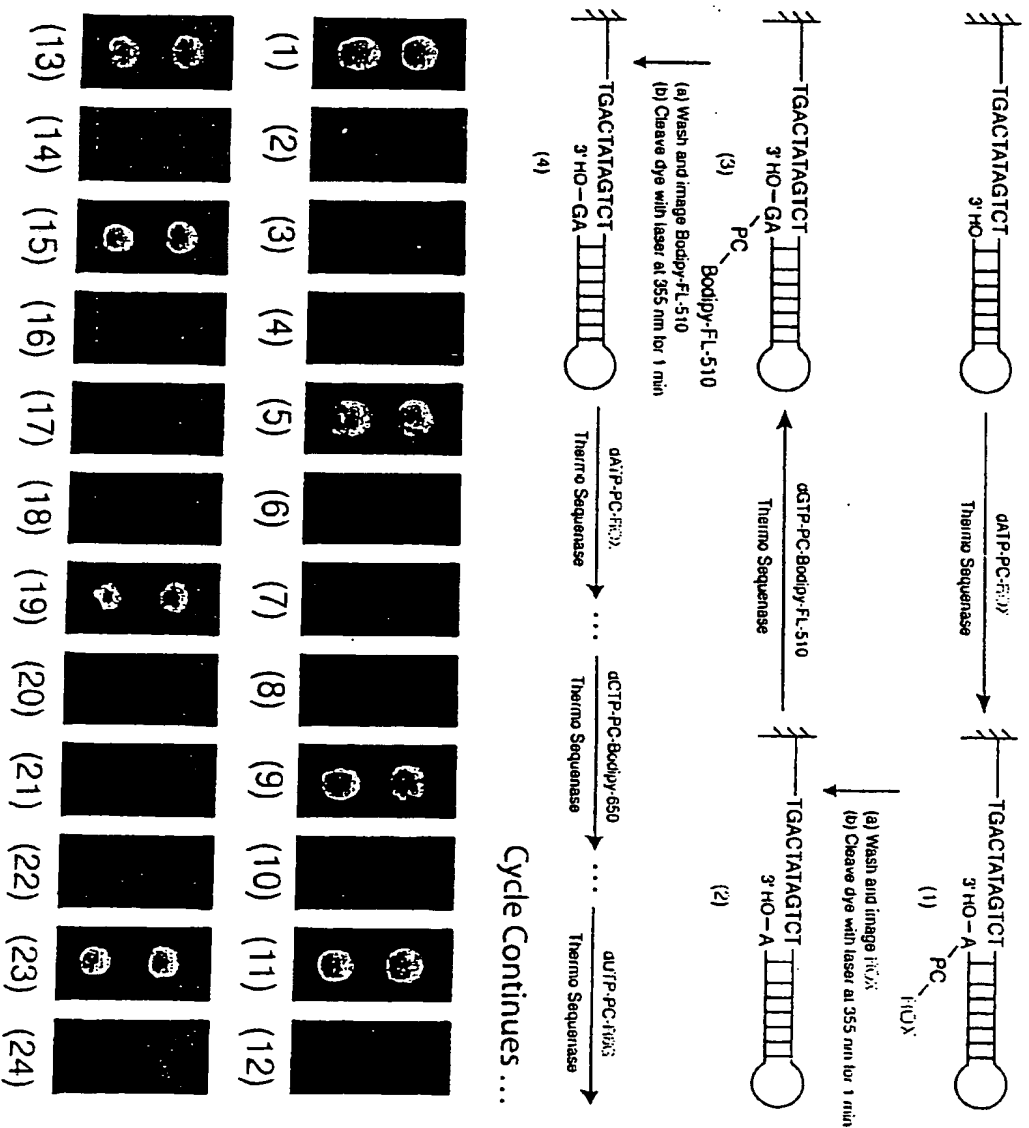 TGACTATAGTCT
3' HO
dATP-PC-ROX
Thermo Sequenase
TGACTATAGTCT
3' HO–A
PC
ROX
(1)
(a) Wash and image ROX
(b) Cleave dye with laser at 355 nm for 1 min
TGACTATAGTCT
3' HO–GA
PC
Bodipy-FL-510
(3)
dGTP-PC-Bodipy-FL-510
Thermo Sequenase
TGACTATAGTCT
3' HO–A
(2)
(a) Wash and image Bodipy-FL-510
(b) Cleave dye with laser at 355 nm for 1 min
TGACTATAGTCT
3' HO–GA
(4)
dATP-PC-ROX
Thermo Sequenase
...
dCTP-PC-Bodipy-650
Thermo Sequenase
...
dUTP-PC-R6G
Thermo Sequenase
Cycle Continues ...
(1) (2) (3) (4) (5) (6) (7) (8) (9) (10) (11) (12)
(13) (14) (15) (16) (17) (18) (19) (20) (21) (22) (23) (24)